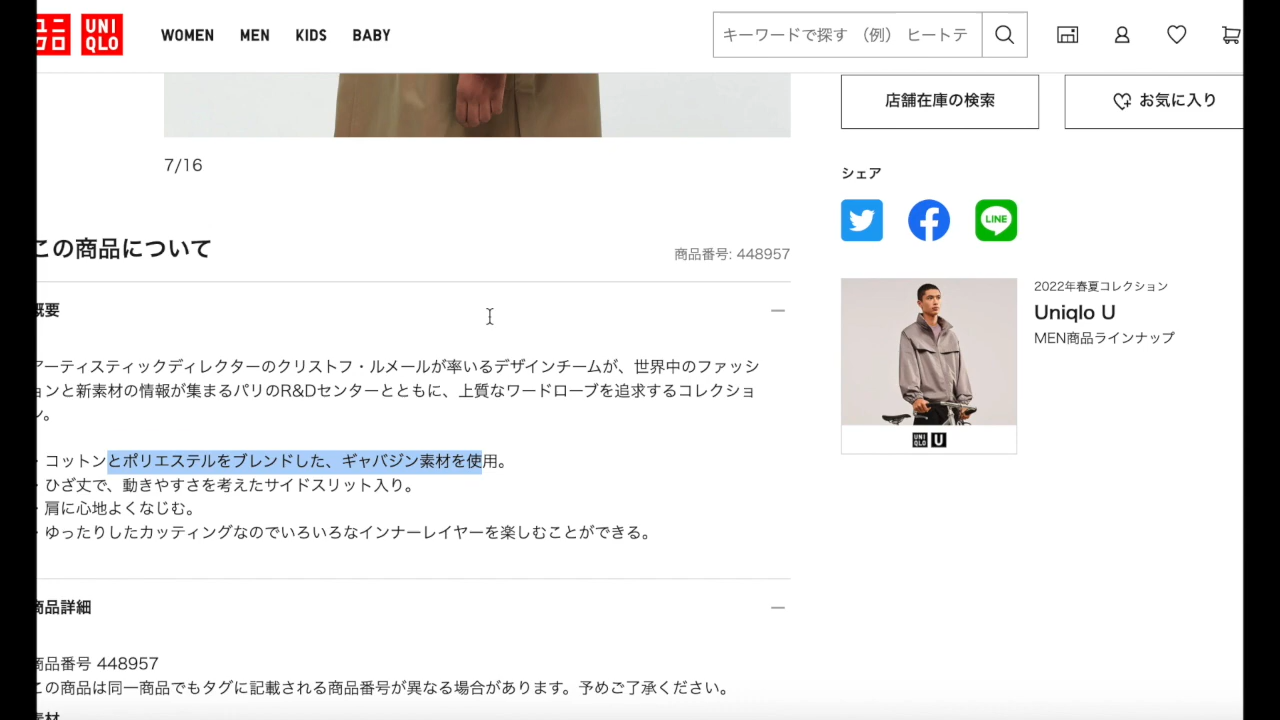 UNI
QLO
WOMEN MEN KIDS BABY
キーワードで探す （例） ヒートテ
店舗在庫の検索
お気に入り
7/16
シェア
LINE
この商品について
商品番号: 448957
概要
2022年春夏コレクション
Uniqlo U
MEN商品ラインナップ
UNI
QLO U
アーティスティックディレクターのクリストフ・ルメールが率いるデザインチームが、世界中のファッシ
ョンと新素材の情報が集まるパリのR&Dセンターとともに、上質なワードローブを追求するコレクショ
ン。
・コットンとポリエステルをブレンドした、ギャバジン素材を使用。
・ひざ丈で、動きやすさを考えたサイドスリット入り。
・肩に心地よくなじむ。
・ゆったりしたカッティングなのでいろいろなインナーレイヤーを楽しむことができる。
商品詳細
商品番号 448957
この商品は同一商品でもタグに記載される商品番号が異なる場合があります。予めご了承ください。
素材